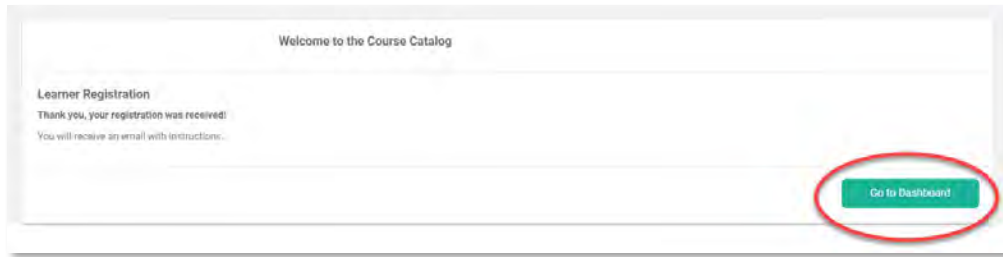 Welcome to the Course Catalog
Learner Registration
Thank you, your registration was received!
You will receive an email with instructions...
Go to Dashboard